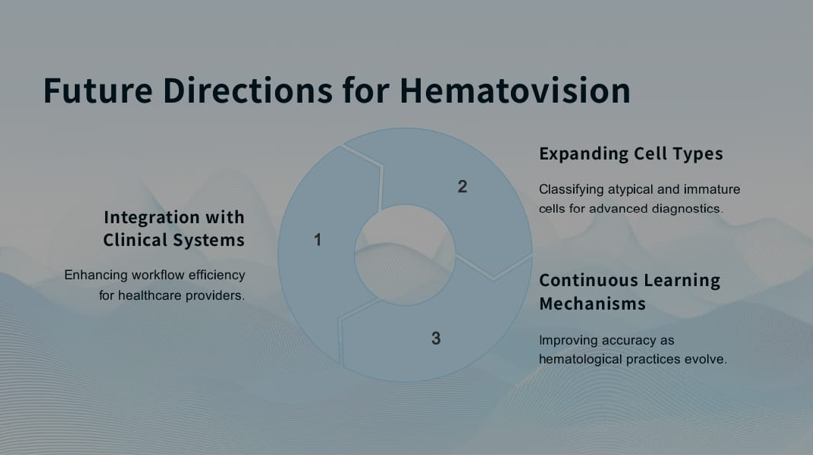 Future Directions for Hematovision
Integration with
Clinical Systems
Enhancing workflow efficiency
for healthcare providers.
1
2
3
Expanding Cell Types
Classifying atypical and immature
cells for advanced diagnostics.
Continuous Learning
Mechanisms
Improving accuracy as
hematological practices evolve.